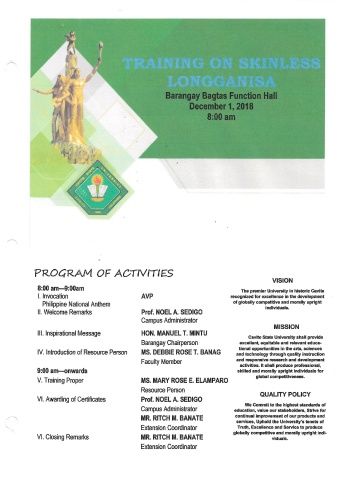 TRAINING ON SKINLESS
LONGGANISA
Barangay Bagtas Function Hall
December 1, 2018
8:00 am
PROGRAM OF ACTIVITIES
8:00 am—9:00am
I. Invocation AVP
Philippine National Anthem
II. Welcome Remarks Prof. NOEL A. SEDIGO
Campus Administrator
III. Inspirational Message HON. MANUEL T. MINTU
Barangay Chairperson
IV. Introduction of Resource Person MS. DEBBIE ROSE T. BANAG
Faculty Member
9:00 am—onwards
V. Training Proper MS. MARY ROSE E. ELAMPARO
Resource Person
VI. Awarding of Certificates Prof. NOEL A. SEDIGO
Campus Administrator
MR. RITCH M. BANATE
Extension Coordinator
VI. Closing Remarks MR. RITCH M. BANATE
Extension Coordinator
VISION
The premier University in historic Cavite
recognized for excellence in the development
of globally competitive and morally upright
individuals.
MISSION
Cavite State University shall provide
excellent, equitable and relevant educa-
tional opportunities in the arts, sciences
and technology through quality instruction
and responsive research and development
activities. It shall produce professional,
skilled and morally upright individuals for
global competitiveness.
QUALITY POLICY
We Commit to the highest standards of
education, value our stakeholders, Strive for
continual improvement of our products and
services, Uphold the University's tenets of
Truth, Excellence and Service to produce
globally competitive and morally upright indi-
viduals.